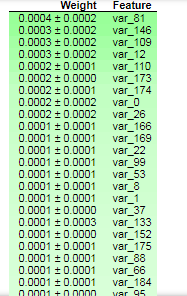 Weight Feature
0.0004 ± 0.0002 var_81
0.0003 ± 0.0002 var_146
0.0003 ± 0.0002 var_109
0.0003 ± 0.0002 var_12
0.0002 ± 0.0001 var_110
0.0002 ± 0.0000 var_173
0.0002 ± 0.0001 var_174
0.0002 ± 0.0002 var_0
0.0002 ± 0.0002 var_26
0.0001 ± 0.0001 var_166
0.0001 ± 0.0001 var_169
0.0001 ± 0.0001 var_22
0.0001 ± 0.0001 var_99
0.0001 ± 0.0001 var_53
0.0001 ± 0.0001 var_8
0.0001 ± 0.0001 var_1
0.0001 ± 0.0000 var_37
0.0001 ± 0.0003 var_133
0.0001 ± 0.0000 var_152
0.0001 ± 0.0001 var_175
0.0001 ± 0.0001 var_88
0.0001 ± 0.0001 var_66
0.0001 ± 0.0001 var_184
0.0001 ± 0.0000 var_95